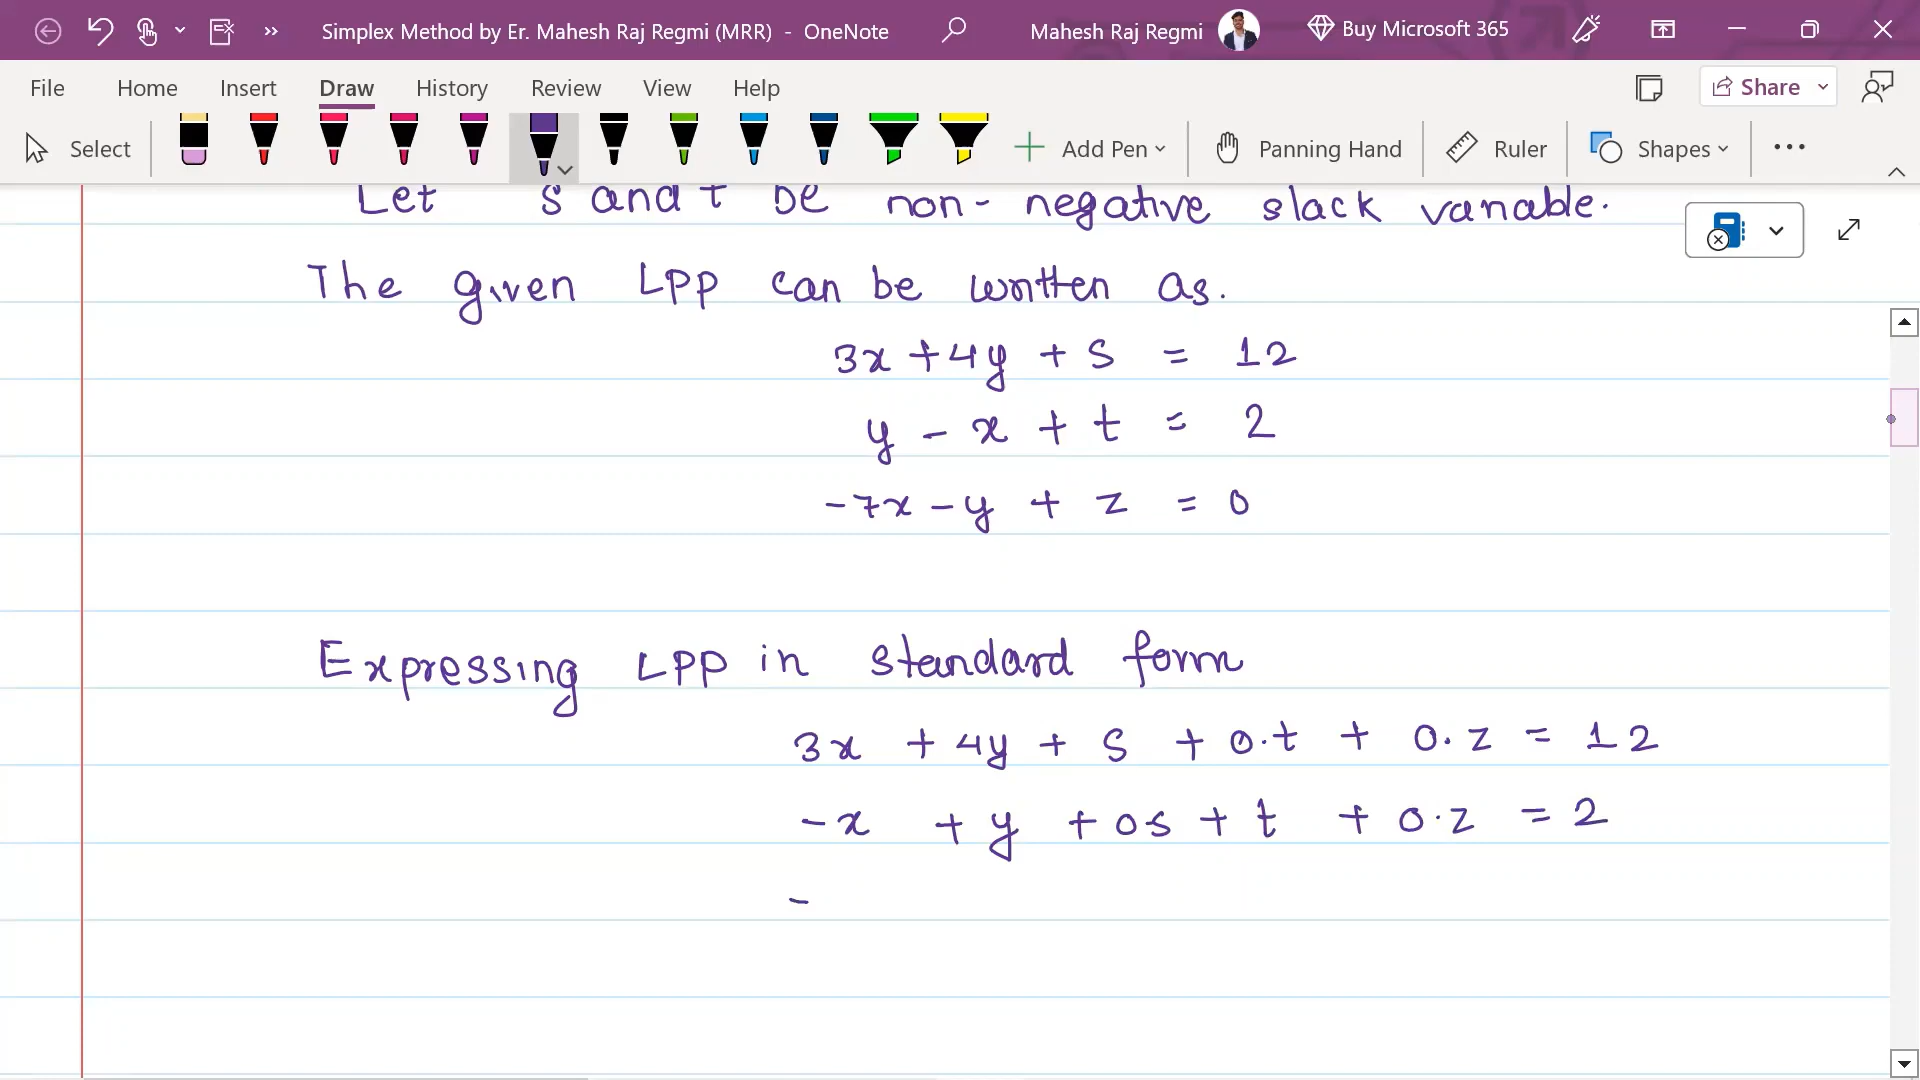 Simplex Method by Er. Mahesh Raj Regmi (MRR) - OneNote
Mahesh Raj Regmi
Buy Microsoft 365
File Home Insert Draw History Review View Help
Share
Select
Add Pen
Panning Hand
Ruler
Shapes
Let s and t be non-negative slack variable.
The given LPP can be written as.
3x + 4y + s = 12
y - x + t = 2
-7x - y + z = 0
Expressing LPP in standard form
3x + 4y + s + 0.t + 0.z = 12
-x + y + 0s + t + 0.z = 2
-